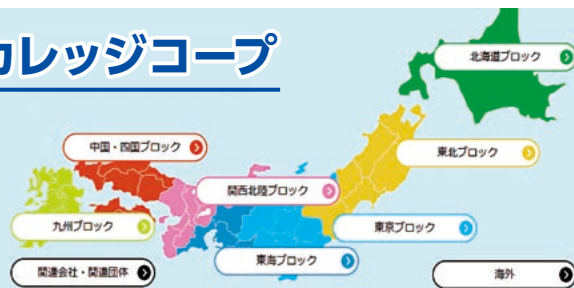 カレッジコープ
北海道ブロック
中国・四国ブロック
東北ブロック
関西北陸ブロック
九州ブロック
東京ブロック
東海ブロック
関連会社・関連団体
海外